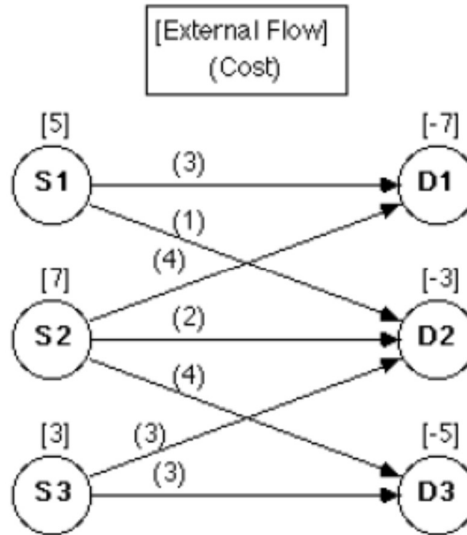 [External Flow]
(Cost)
[5]
[-7]
S1
(3)
D1
(1)
(4)
[7]
[-3]
S2
(2)
D2
(4)
[3]
(3)
[-5]
S3
(3)
D3